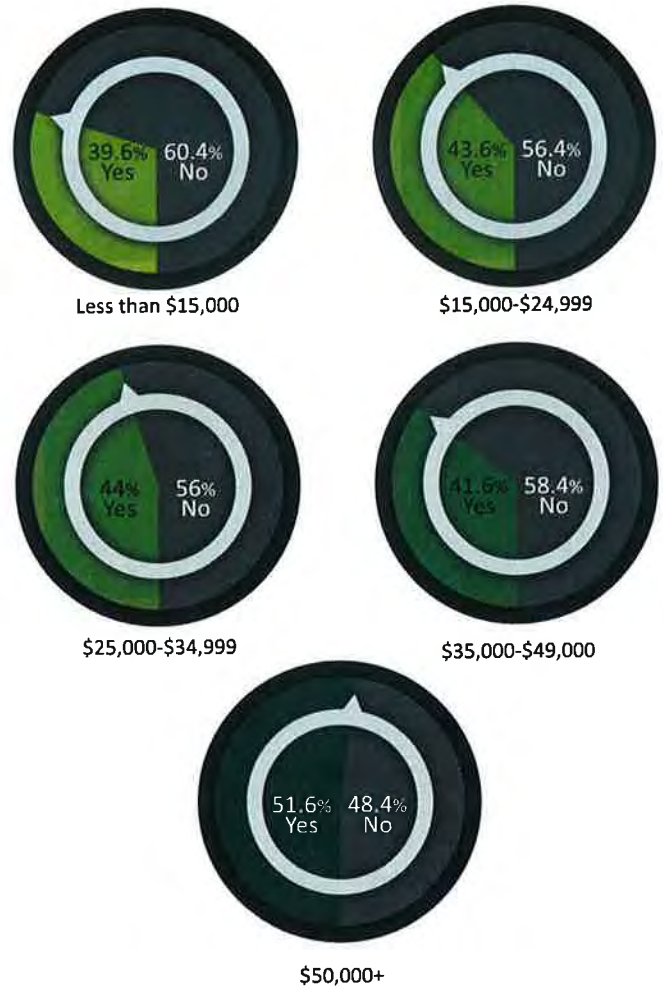 39.6% 60.4%
Yes No
Less than $15,000
43.6% 56.4%
Yes No
$15,000-$24,999
44% 56%
Yes No
$25,000-$34,999
41.6% 58.4%
Yes No
$35,000-$49,000
51.6% 48.4%
Yes No
$50,000+